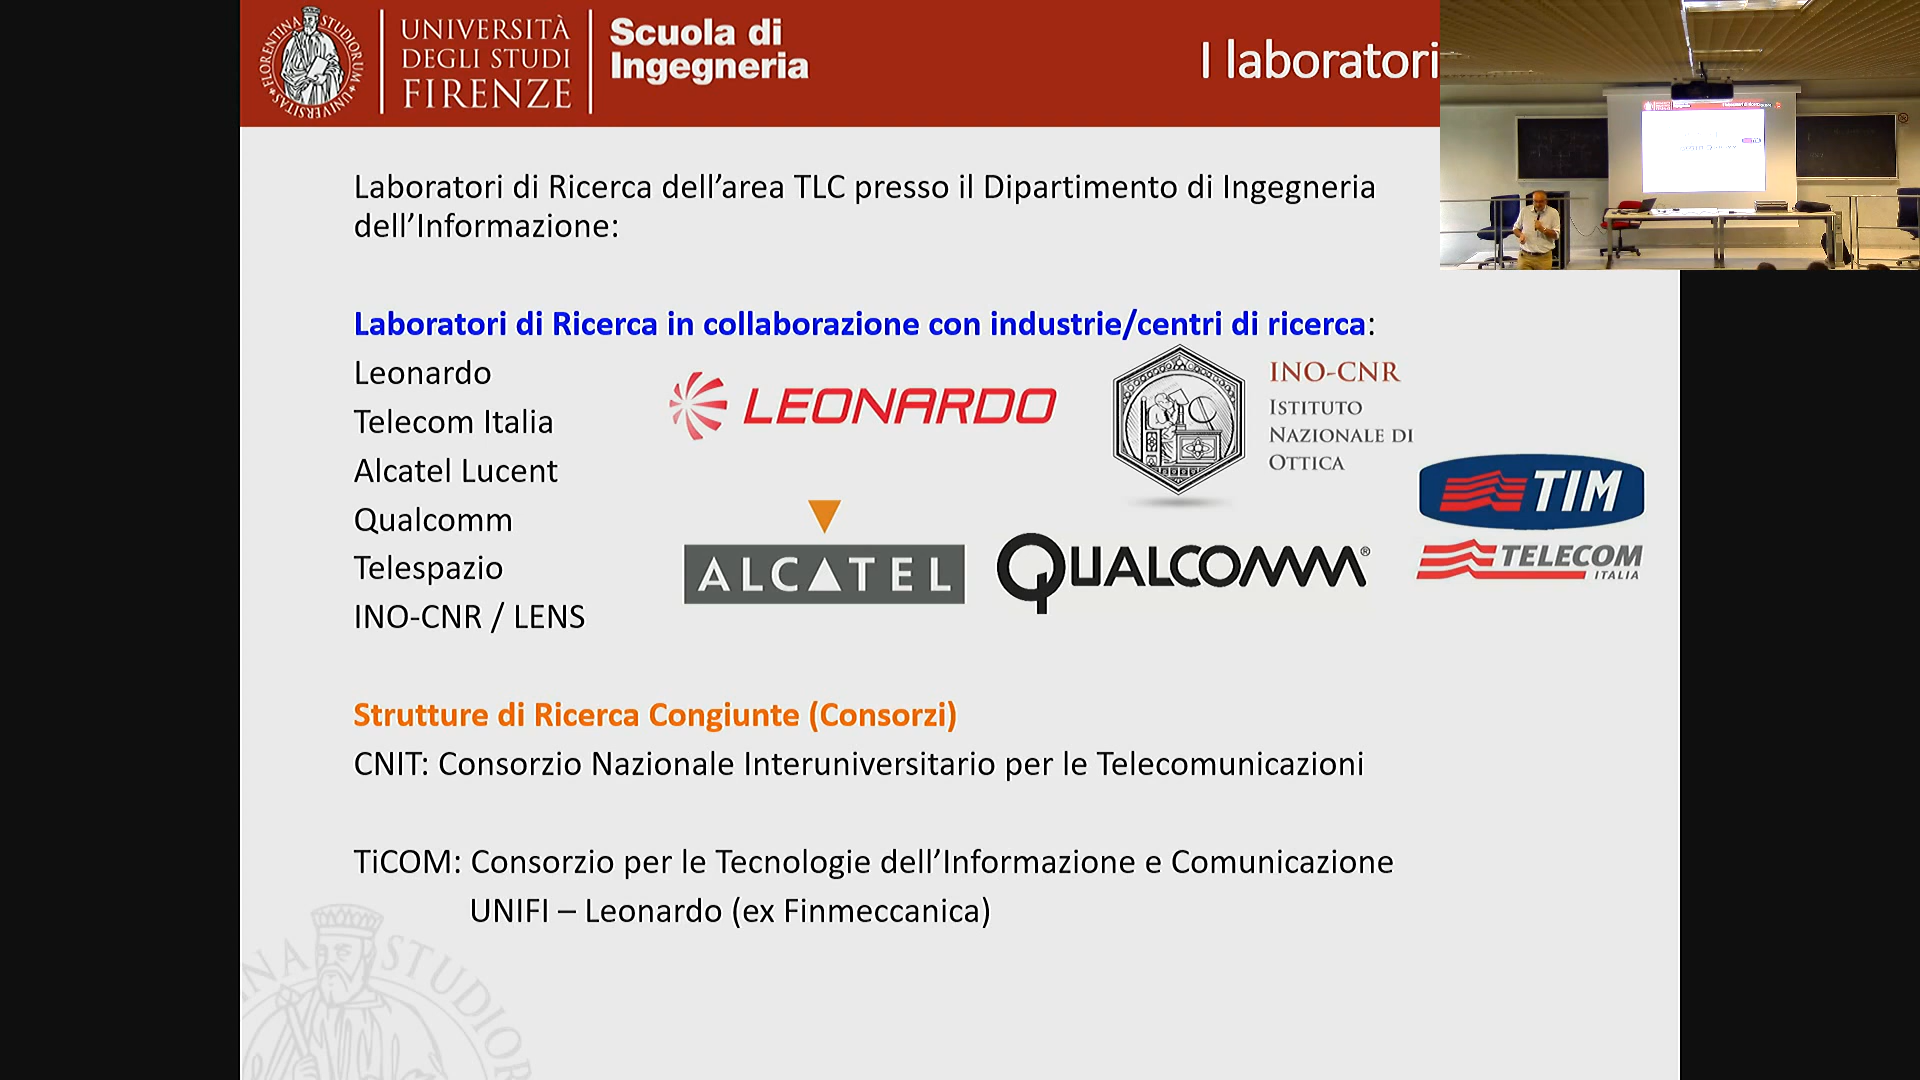 UNIVERSITÀ
DEGLI STUDI
FIRENZE
Scuola di
Ingegneria
FLORENTINA STUDIORUM UNIVERSITAS
I laboratori
Laboratori di Ricerca dell’area TLC presso il Dipartimento di Ingegneria
dell’Informazione:
Laboratori di Ricerca in collaborazione con industrie/centri di ricerca:
Leonardo
Telecom Italia
Alcatel Lucent
Qualcomm
Telespazio
INO-CNR / LENS
LEONARDO
INO-CNR
ISTITUTO
NAZIONALE DI
OTTICA
TIM
TELECOM
ITALIA
ALCATEL
QUALCOMM®
Strutture di Ricerca Congiunte (Consorzi)
CNIT: Consorzio Nazionale Interuniversitario per le Telecomunicazioni
TiCOM: Consorzio per le Tecnologie dell’Informazione e Comunicazione
UNIFI – Leonardo (ex Finmeccanica)